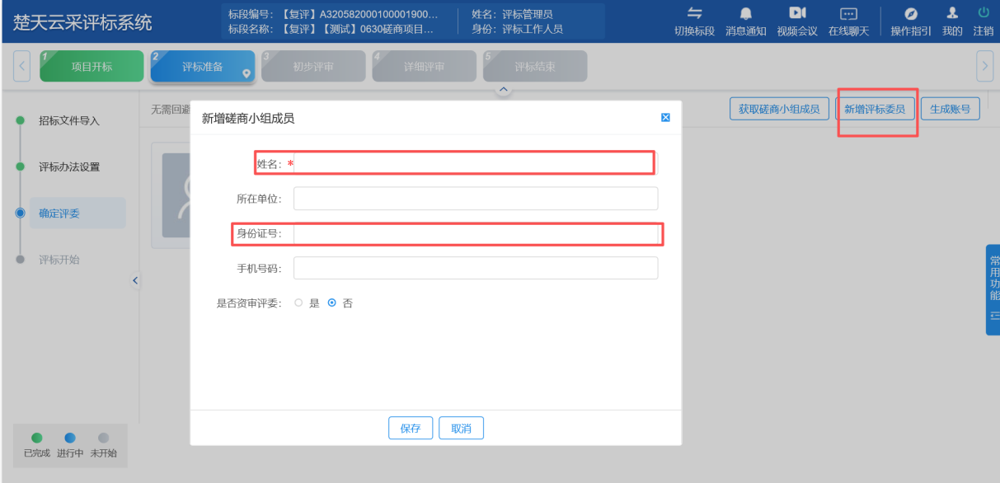 楚天云采评标系统
标段编号：【复评】A320582000100001900...
标段名称：【复评】【测试】0630磋商项目...
姓名：评标管理员
身份：评标工作人员
切换标段
消息通知
视频会议
在线聊天
操作指引
我的
注销
1 项目开标
2 评标准备
3 初步评审
4 详细评审
5 评标结束
招标文件导入
评标办法设置
确定评委
评标开始
无需回避
获取磋商小组成员
新增评标委员
生成账号
新增磋商小组成员
姓名：*
所在单位：
身份证号：
手机号码：
是否资审评委： 是 否
保存
取消
常用功能
已完成 进行中 未开始